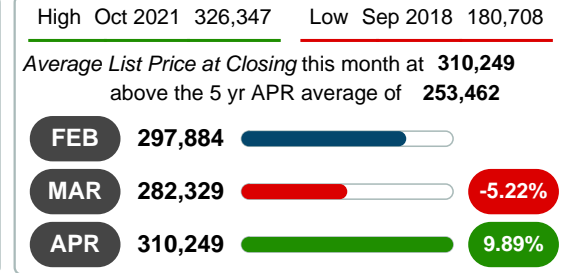 High Oct 2021 326,347 Low Sep 2018 180,708
Average List Price at Closing this month at 310,249
above the 5 yr APR average of 253,462
FEB 297,884
MAR 282,329 -5.22%
APR 310,249 9.89%